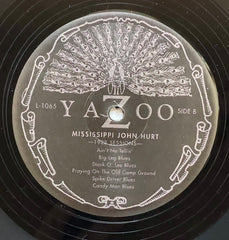 L-1065
SIDE B
YAZOO
MISSISSIPPI JOHN HURT
—1928 SESSIONS—
Ain't No Tellin'
Big Leg Blues
Stack O' Lee Blues
Praying On The Old Camp Ground
Spike Driver Blues
Candy Man Blues